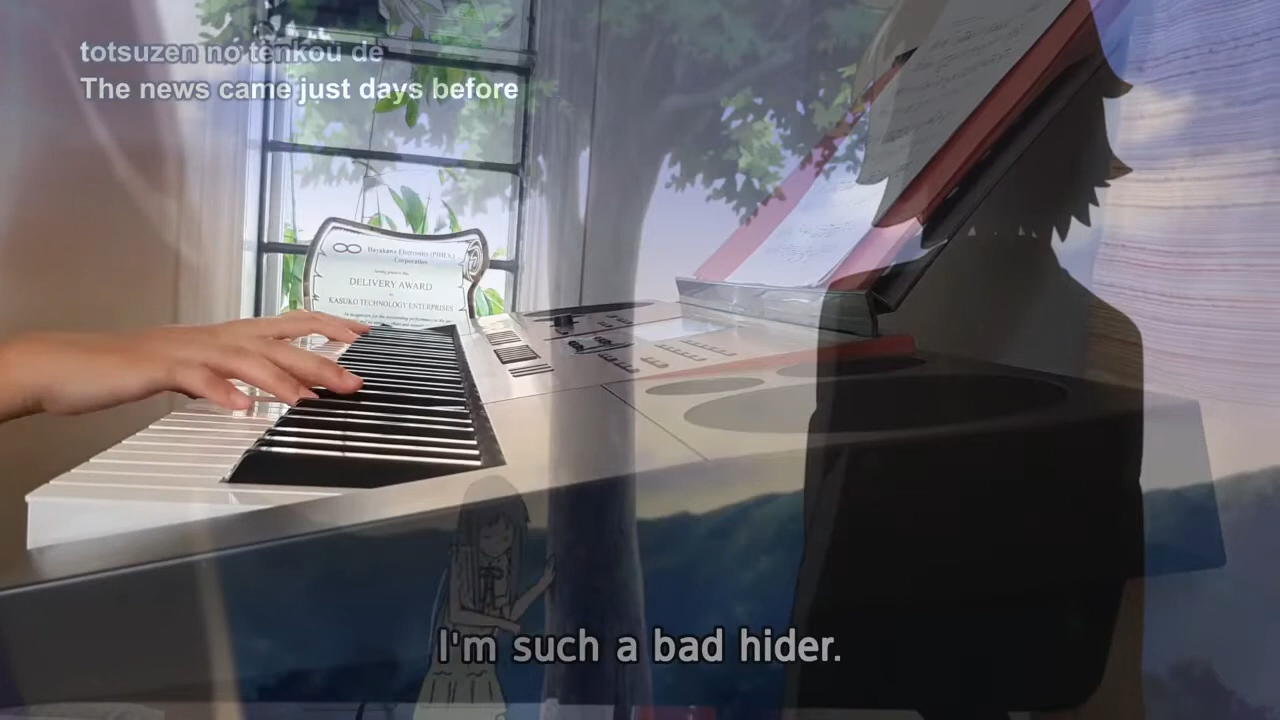 totsuzen no tenkou de
The news came just days before
Hayakawa Electronics (PHILS.)
Corporation
DELIVERY AWARD
KASUKO TECHNOLOGY ENTERPRISES
I'm such a bad hider.